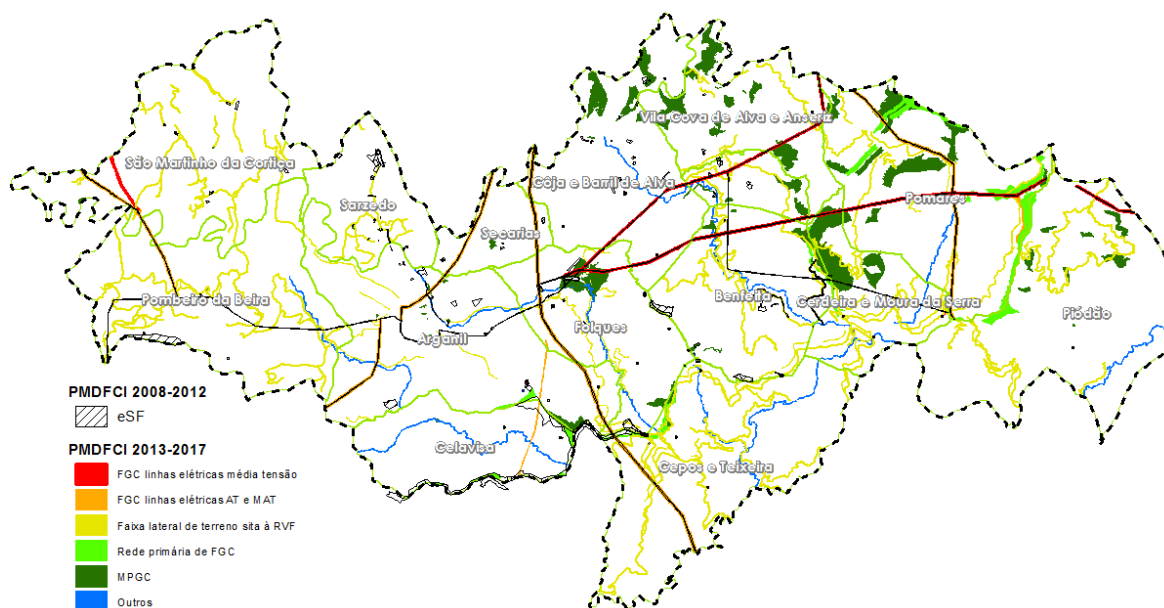 Vila Cova de Alva e Anseriz
São Martinho da Cortiça
Côja e Barril de Alva
Pomares
Sarzedo
Secarias
Pombeiro da Beira
Benfeita
Cerdeira e Moura da Serra
Piódão
Folques
Arganil
Celavisa
Cepos e Teixeira
PMDFCI 2008-2012
eSF
PMDFCI 2013-2017
FGC linhas elétricas média tensão
FGC linhas elétricas AT e MAT
Faixa lateral de terreno sita à RVF
Rede primária de FGC
MPGC
Outros